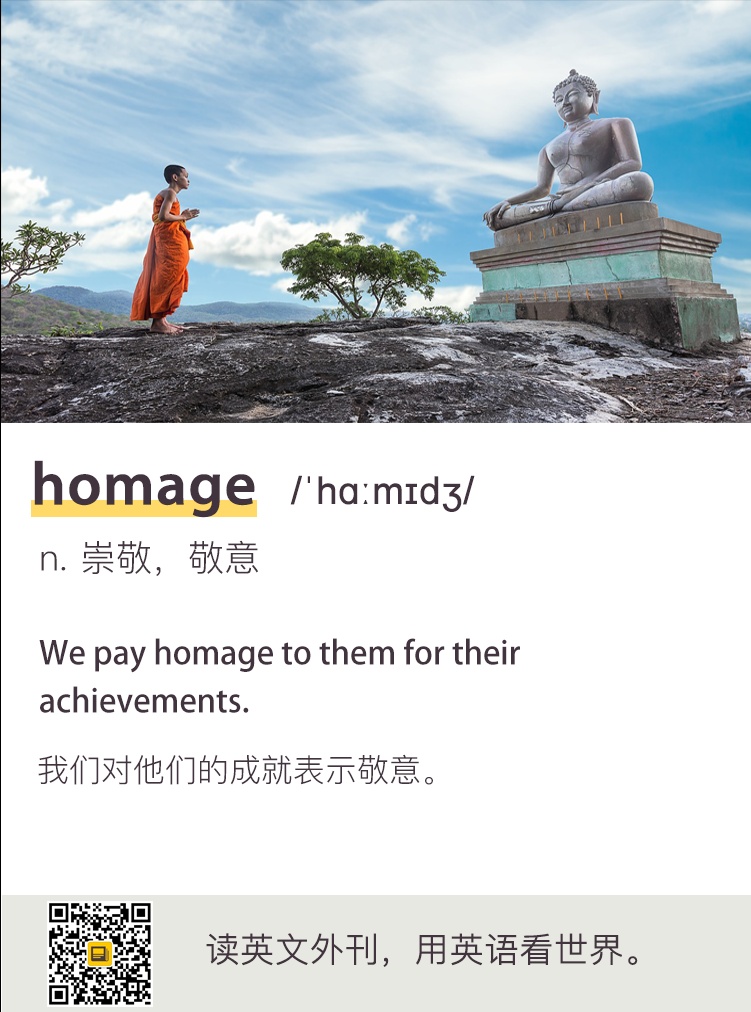 homage /ˈhɑːmɪdʒ/
n. 崇敬，敬意
We pay homage to them for their
achievements.
我们对他们的成就表示敬意。
读英文外刊，用英语看世界。